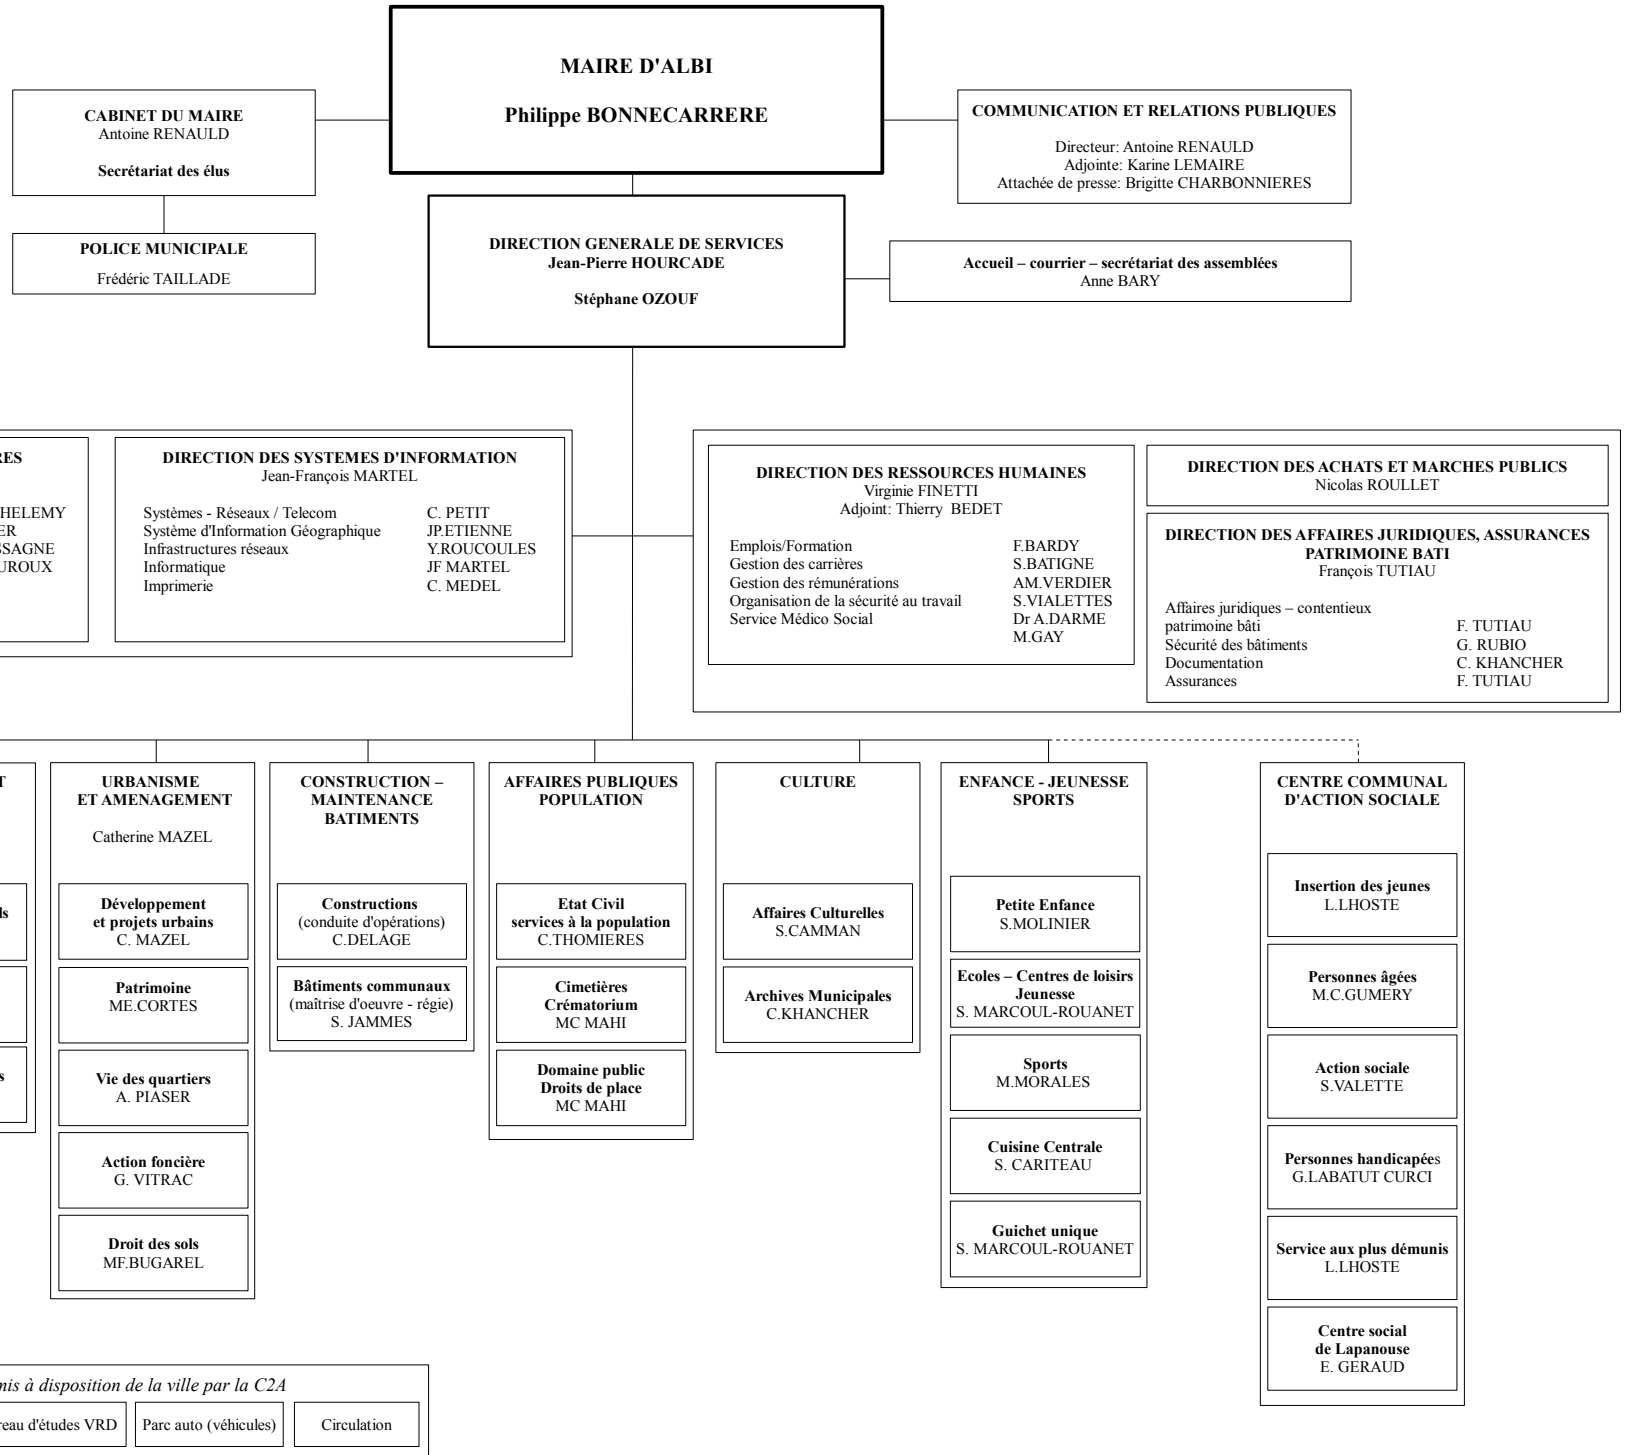 MAIRE D'ALBI
Philippe BONNECARRERE
CABINET DU MAIRE
Antoine RENAULD
Secrétariat des élus
COMMUNICATION ET RELATIONS PUBLIQUES
Directeur: Antoine RENAULD
Adjointe: Karine LEMAIRE
Attachée de presse: Brigitte CHARBONNIERES
POLICE MUNICIPALE
Frédéric TAILLADE
DIRECTION GENERALE DE SERVICES
Jean-Pierre HOURCADE
Stéphane OZOUF
Accueil – courrier – secrétariat des assemblées
Anne BARY
RES
HELEMY
ER
SSAGNE
UROUX
DIRECTION DES SYSTEMES D'INFORMATION
Jean-François MARTEL
Systèmes - Réseaux / Telecom C. PETIT
Système d'Information Géographique JP.ETIENNE
Infrastructures réseaux Y.ROUCOULES
Informatique JF MARTEL
Imprimerie C. MEDEL
DIRECTION DES RESSOURCES HUMAINES
Virginie FINETTI
Adjoint: Thierry BEDET
Emplois/Formation F.BARDY
Gestion des carrières S.BATIGNE
Gestion des rémunérations AM.VERDIER
Organisation de la sécurité au travail S.VIALETTES
Service Médico Social Dr A.DARME
M.GAY
DIRECTION DES ACHATS ET MARCHES PUBLICS
Nicolas ROULLET
DIRECTION DES AFFAIRES JURIDIQUES, ASSURANCES
PATRIMOINE BATI
François TUTIAU
Affaires juridiques – contentieux
patrimoine bâti F. TUTIAU
Sécurité des bâtiments G. RUBIO
Documentation C. KHANCHER
Assurances F. TUTIAU
T
ls
s
URBANISME
ET AMENAGEMENT
Catherine MAZEL
Développement
et projets urbains
C. MAZEL
Patrimoine
ME.CORTES
Vie des quartiers
A. PIASER
Action foncière
G. VITRAC
Droit des sols
MF.BUGAREL
CONSTRUCTION –
MAINTENANCE
BATIMENTS
Constructions
(conduite d'opérations)
C.DELAGE
Bâtiments communaux
(maîtrise d'oeuvre - régie)
S. JAMMES
AFFAIRES PUBLIQUES
POPULATION
Etat Civil
services à la population
C.THOMIERES
Cimetières
Crématorium
MC MAHI
Domaine public
Droits de place
MC MAHI
CULTURE
Affaires Culturelles
S.CAMMAN
Archives Municipales
C.KHANCHER
ENFANCE - JEUNESSE
SPORTS
Petite Enfance
S.MOLINIER
Ecoles – Centres de loisirs
Jeunesse
S. MARCOUL-ROUANET
Sports
M.MORALES
Cuisine Centrale
S. CARITEAU
Guichet unique
S. MARCOUL-ROUANET
CENTRE COMMUNAL
D'ACTION SOCIALE
Insertion des jeunes
L.LHOSTE
Personnes âgées
M.C.GUMERY
Action sociale
S.VALETTE
Personnes handicapées
G.LABATUT CURCI
Service aux plus démunis
L.LHOSTE
Centre social
de Lapanouse
E. GERAUD
mis à disposition de la ville par la C2A
reau d'études VRD
Parc auto (véhicules)
Circulation